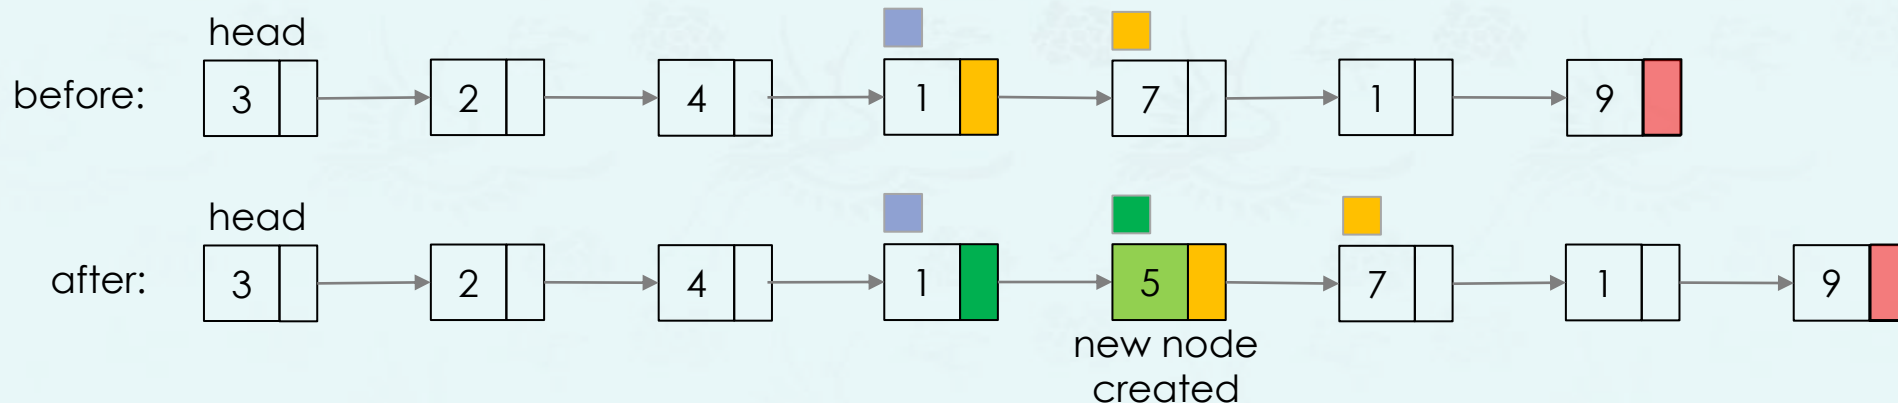 head
before: 3 2 4 1 7 1 9
head
after: 3 2 4 1 5 7 1 9
new node
created